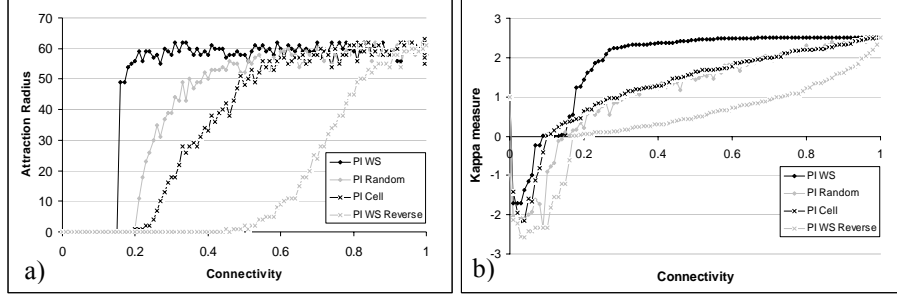 70
60
50
40
30
20
10
0
Attraction Radius
0
0.2
0.4
0.6
0.8
1
Connectivity
PI WS
PI Random
PI Cell
PI WS Reverse
a)
3
2
1
0
-1
-2
-3
Kappa measure
0
0.2
0.4
0.6
0.8
1
Connectivity
PI WS
PI Random
PI Cell
PI WS Reverse
b)